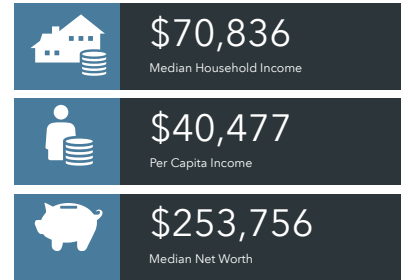 $70,836
Median Household Income
$40,477
Per Capita Income
$253,756
Median Net Worth